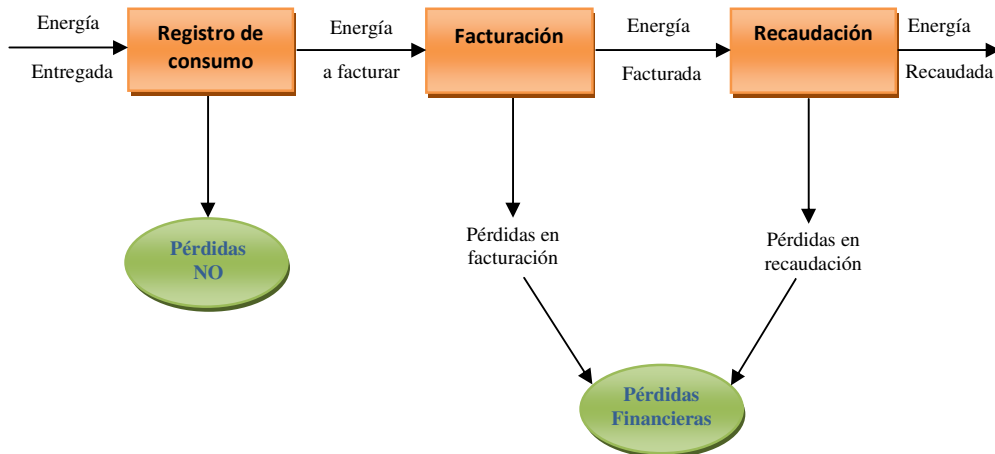 Energía
Entregada
Registro de
consumo
Energía
a facturar
Facturación
Energía
Facturada
Recaudación
Energía
Recaudada
Pérdidas
NO
Pérdidas en
facturación
Pérdidas en
recaudación
Pérdidas
Financieras